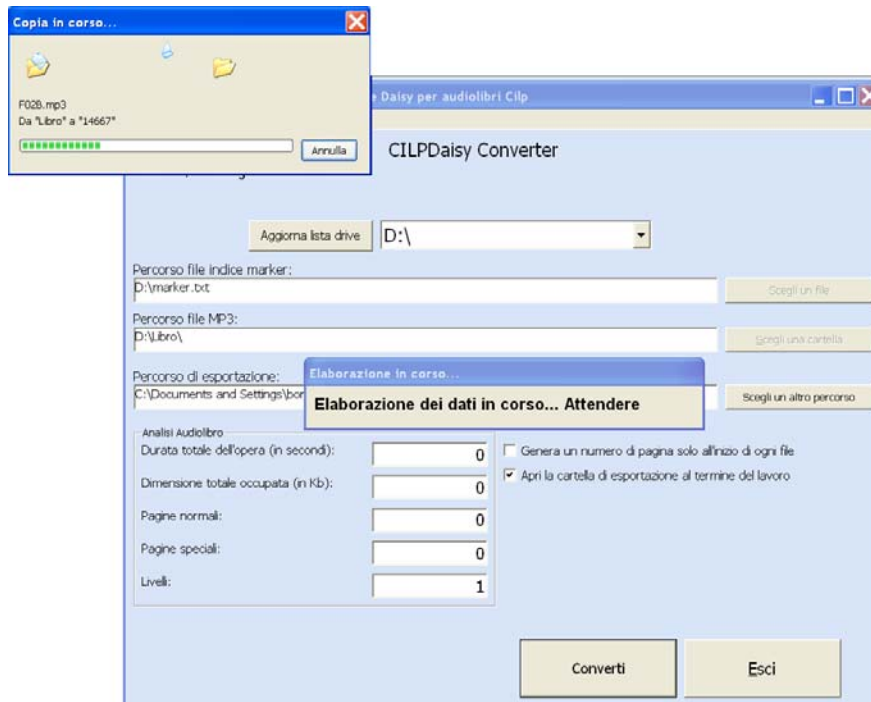 Copia in corso...
F028.mp3
Da "Libro" a "14667"
Annulla
Daisy per audiolibri Cilp
CILPDaisy Converter
Aggiorna lista drive
D:\
Percorso file indice marker:
D:\marker.txt
Scegli un file
Percorso file MP3:
D:\Libro\
Scegli una cartella
Percorso di esportazione:
C:\Documents and Settings\bor
Scegli un altro percorso
Elaborazione in corso...
Elaborazione dei dati in corso... Attendere
Analisi Audiolibro
Durata totale dell'opera (in secondi):
0
Genera un numero di pagina solo all'inizio di ogni file
Dimensione totale occupata (in Kb):
0
Apri la cartella di esportazione al termine del lavoro
Pagine normali:
0
Pagine speciali:
0
Livelli:
1
Converti
Esci